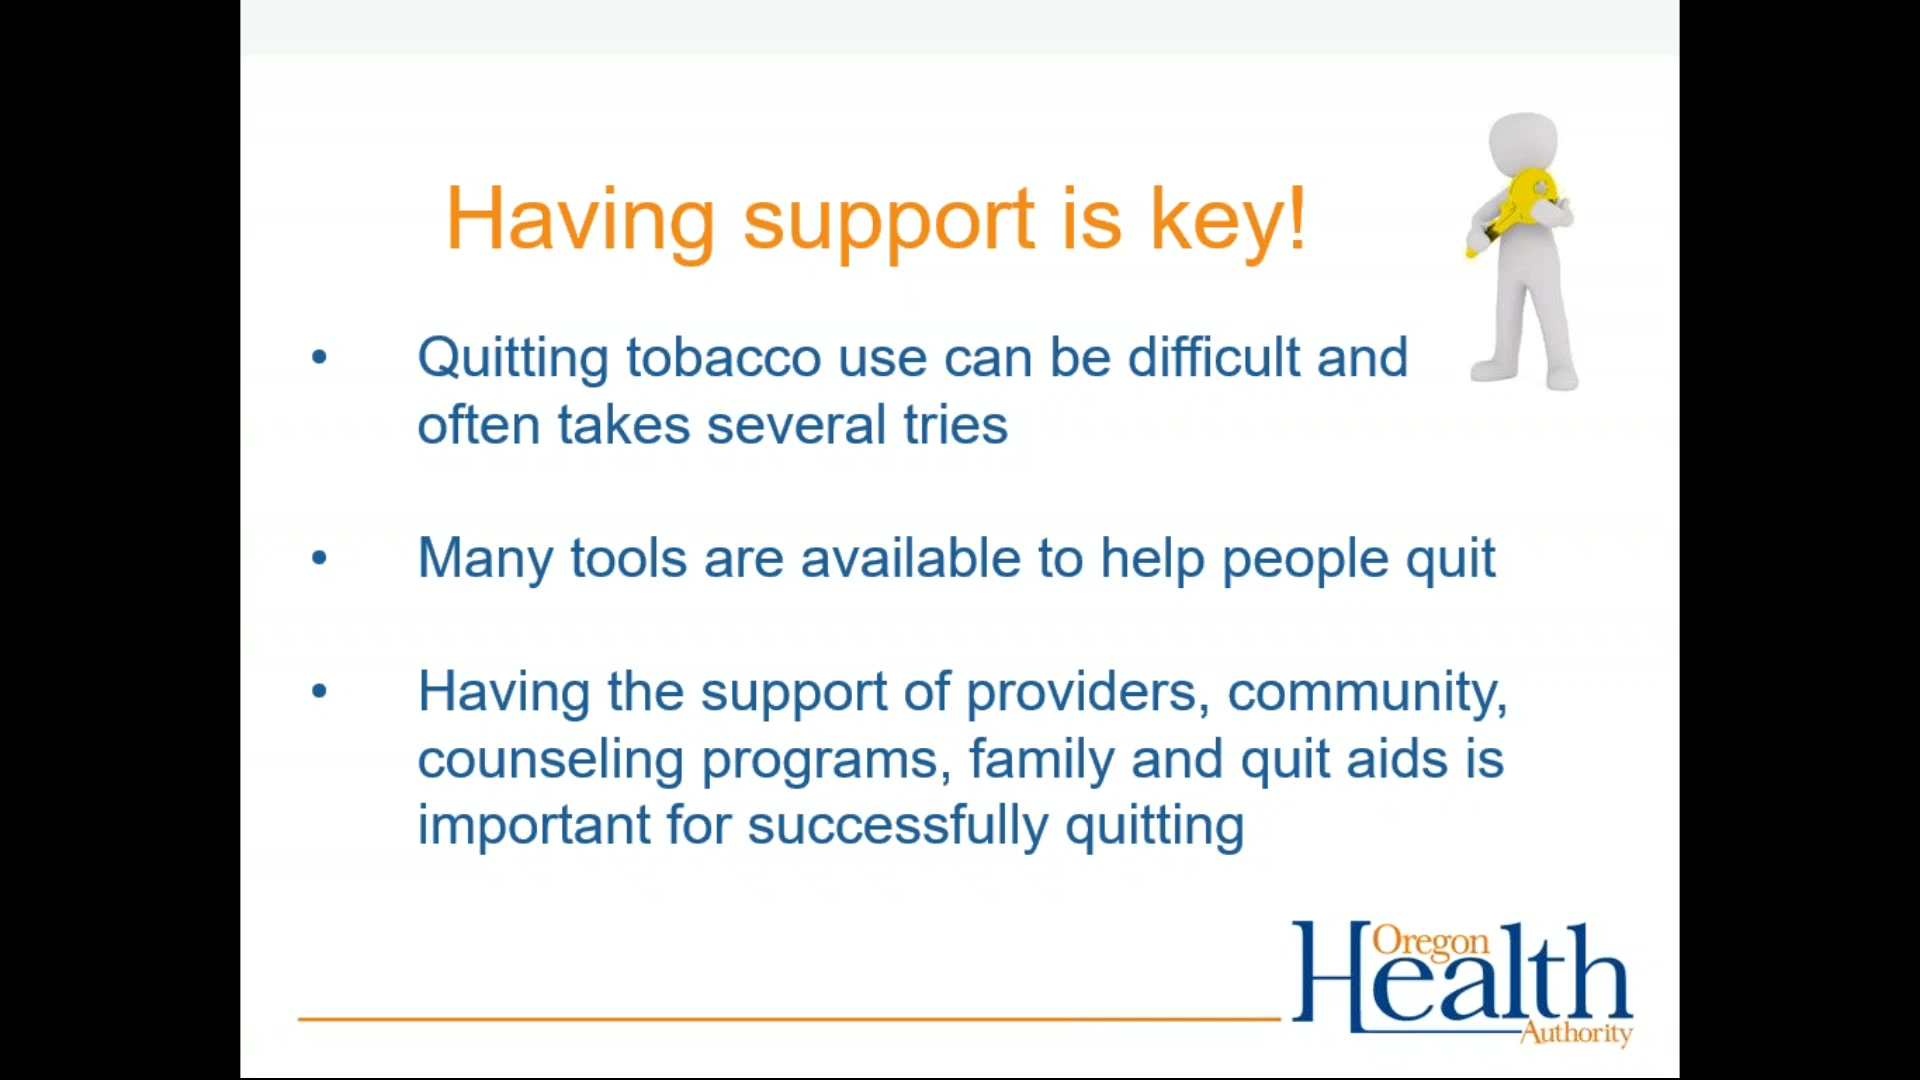 Having support is key!
• Quitting tobacco use can be difficult and
often takes several tries
• Many tools are available to help people quit
• Having the support of providers, community,
counseling programs, family and quit aids is
important for successfully quitting
Oregon
Health
Authority